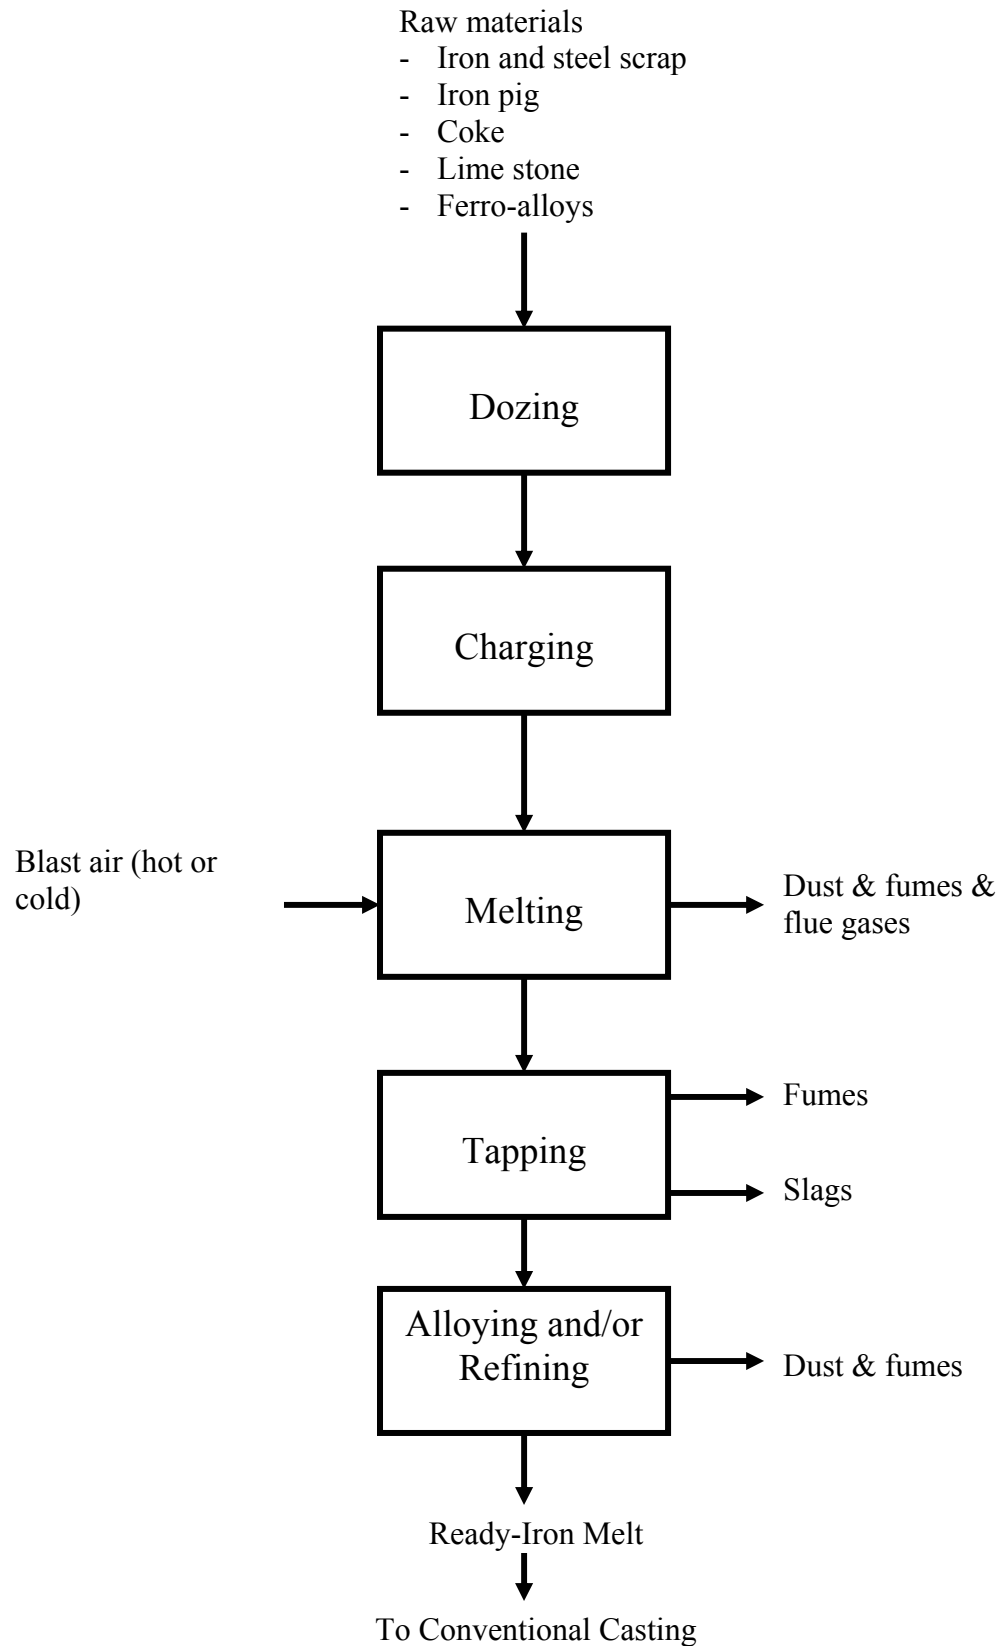 Raw materials
- Iron and steel scrap
- Iron pig
- Coke
- Lime stone
- Ferro-alloys
Dozing
Charging
Blast air (hot or
cold)
Melting
Dust & fumes &
flue gases
Tapping
Fumes
Slags
Alloying and/or
Refining
Dust & fumes
Ready-Iron Melt
To Conventional Casting